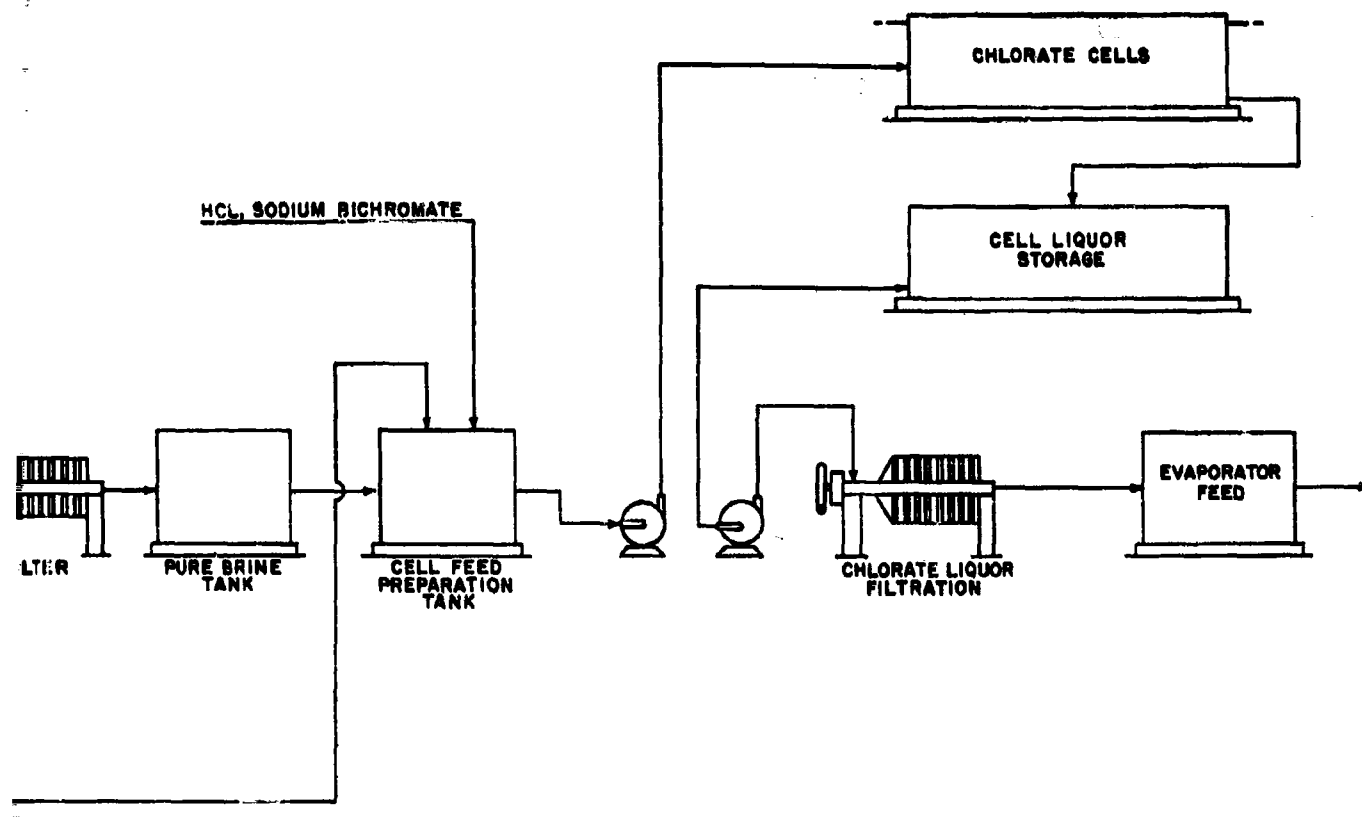 CHLORATE CELLS
HCL, SODIUM BICHROMATE
CELL LIQUOR
STORAGE
EVAPORATOR
FEED
LTER
PURE BRINE
TANK
CELL FEED
PREPARATION
TANK
CHLORATE LIQUOR
FILTRATION